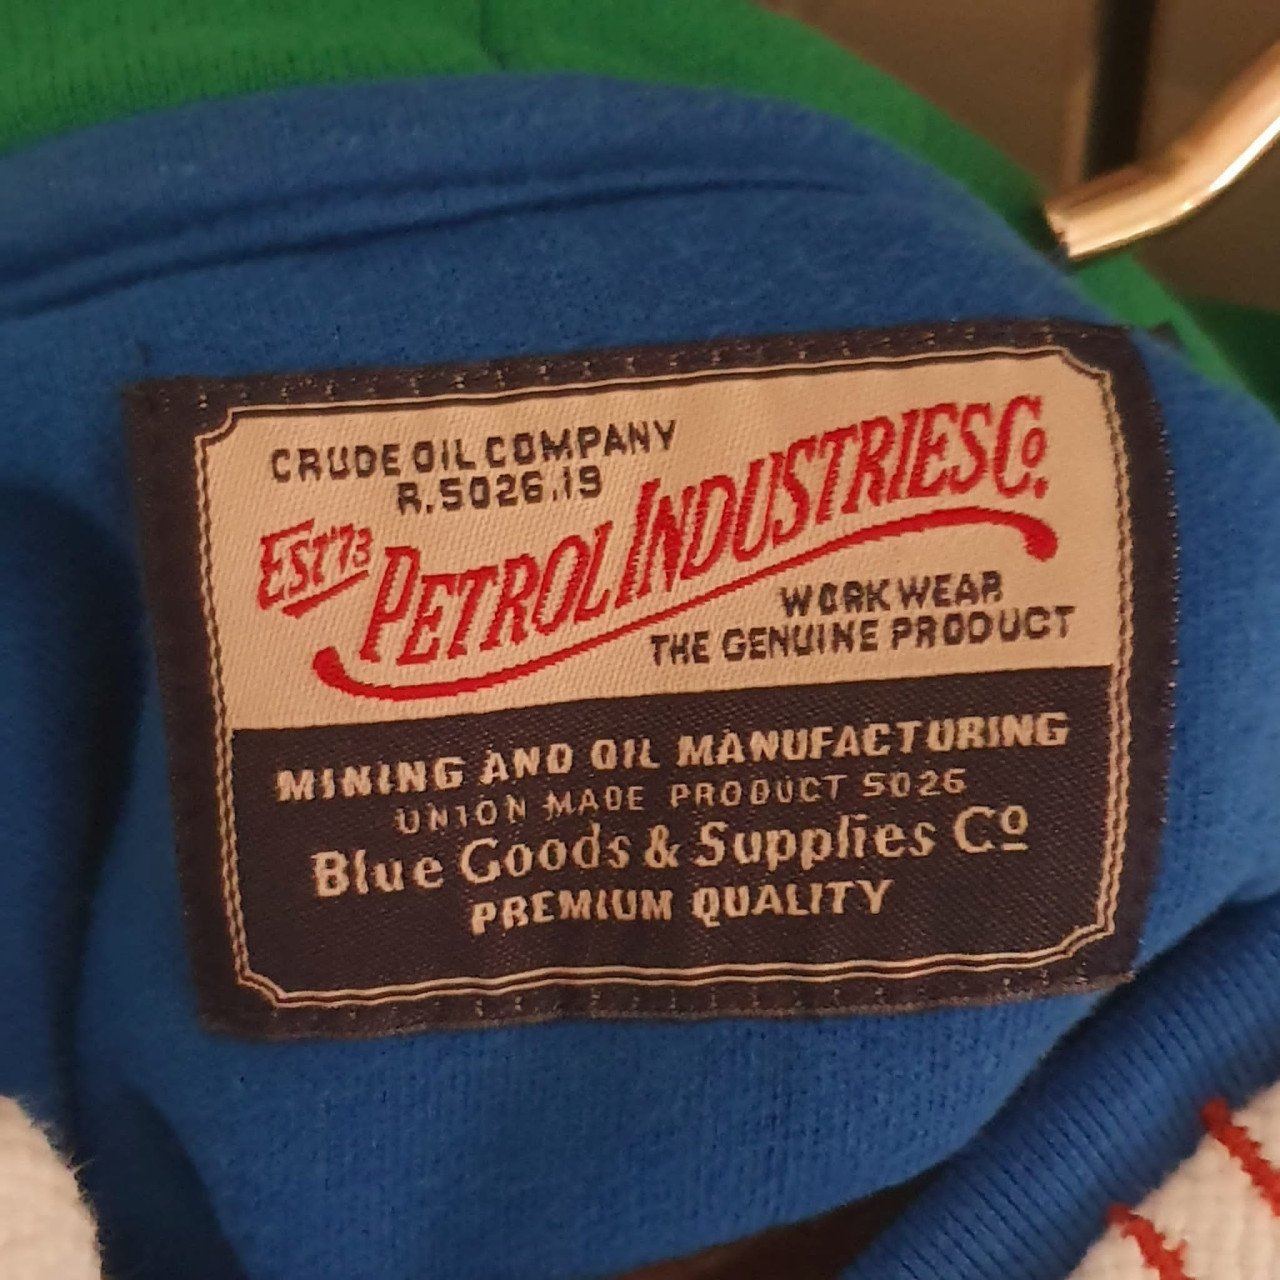 CRUDE OIL COMPANY
R.5026.19
EST'73
PETROL INDUSTRIES Co.
WORKWEAR
THE GENUINE PRODUCT
MINING AND OIL MANUFACTURING
UNION MADE PRODUCT 5026
Blue Goods & Supplies Cº
PREMIUM QUALITY